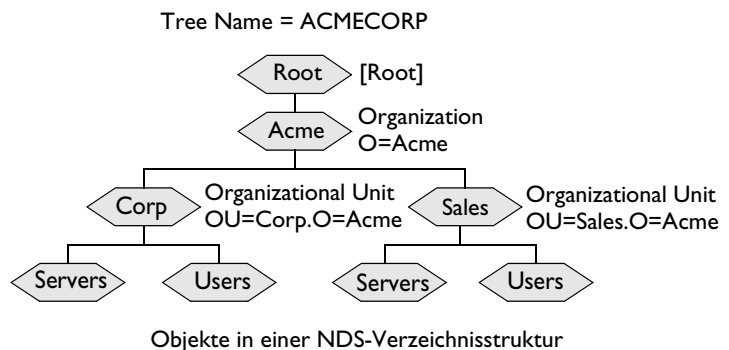 Tree Name = ACMECORP
Root
[Root]
Acme
Organization
O=Acme
Corp
Organizational Unit
OU=Corp.O=Acme
Sales
Organizational Unit
OU=Sales.O=Acme
Servers
Users
Servers
Users
Objekte in einer NDS-Verzeichnisstruktur